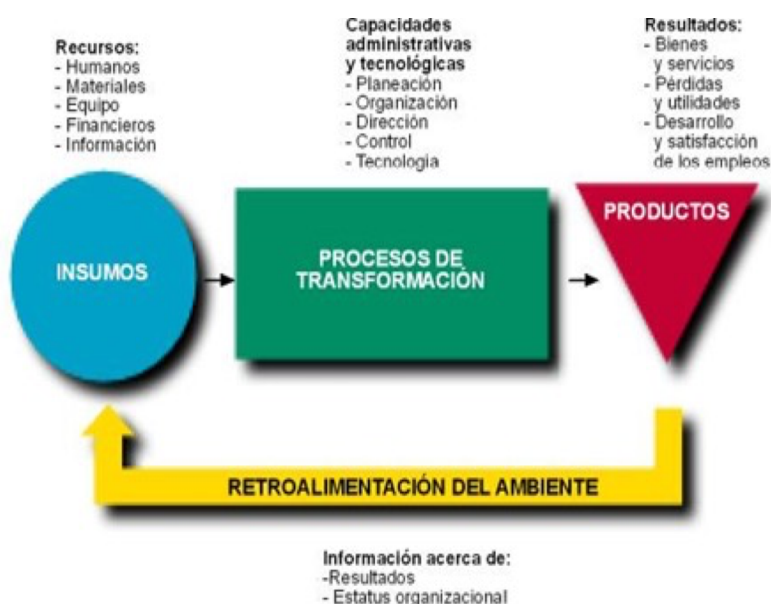 Recursos:
- Humanos
- Materiales
- Equipo
- Financieros
- Información
Capacidades
administrativas
y tecnológicas
- Planeación
- Organización
- Dirección
- Control
- Tecnología
Resultados:
- Bienes
y servicios
- Pérdidas
y utilidades
- Desarrollo
y satisfacción
de los empleos
INSUMOS
PROCESOS DE
TRANSFORMACIÓN
PRODUCTOS
RETROALIMENTACIÓN DEL AMBIENTE
Información acerca de:
-Resultados
- Estatus organizacional